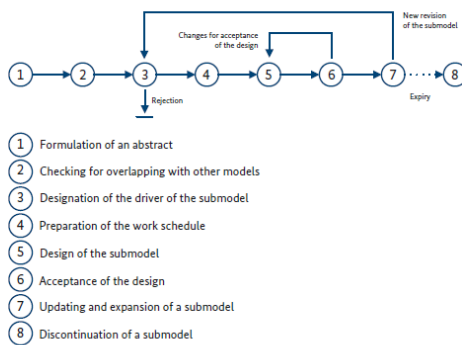 New revision
of the submodel
Changes for acceptance
of the design
1 2 3 4 5 6 7 8
Rejection
Expiry
1 Formulation of an abstract
2 Checking for overlapping with other models
3 Designation of the driver of the submodel
4 Preparation of the work schedule
5 Design of the submodel
6 Acceptance of the design
7 Updating and expansion of a submodel
8 Discontinuation of a submodel